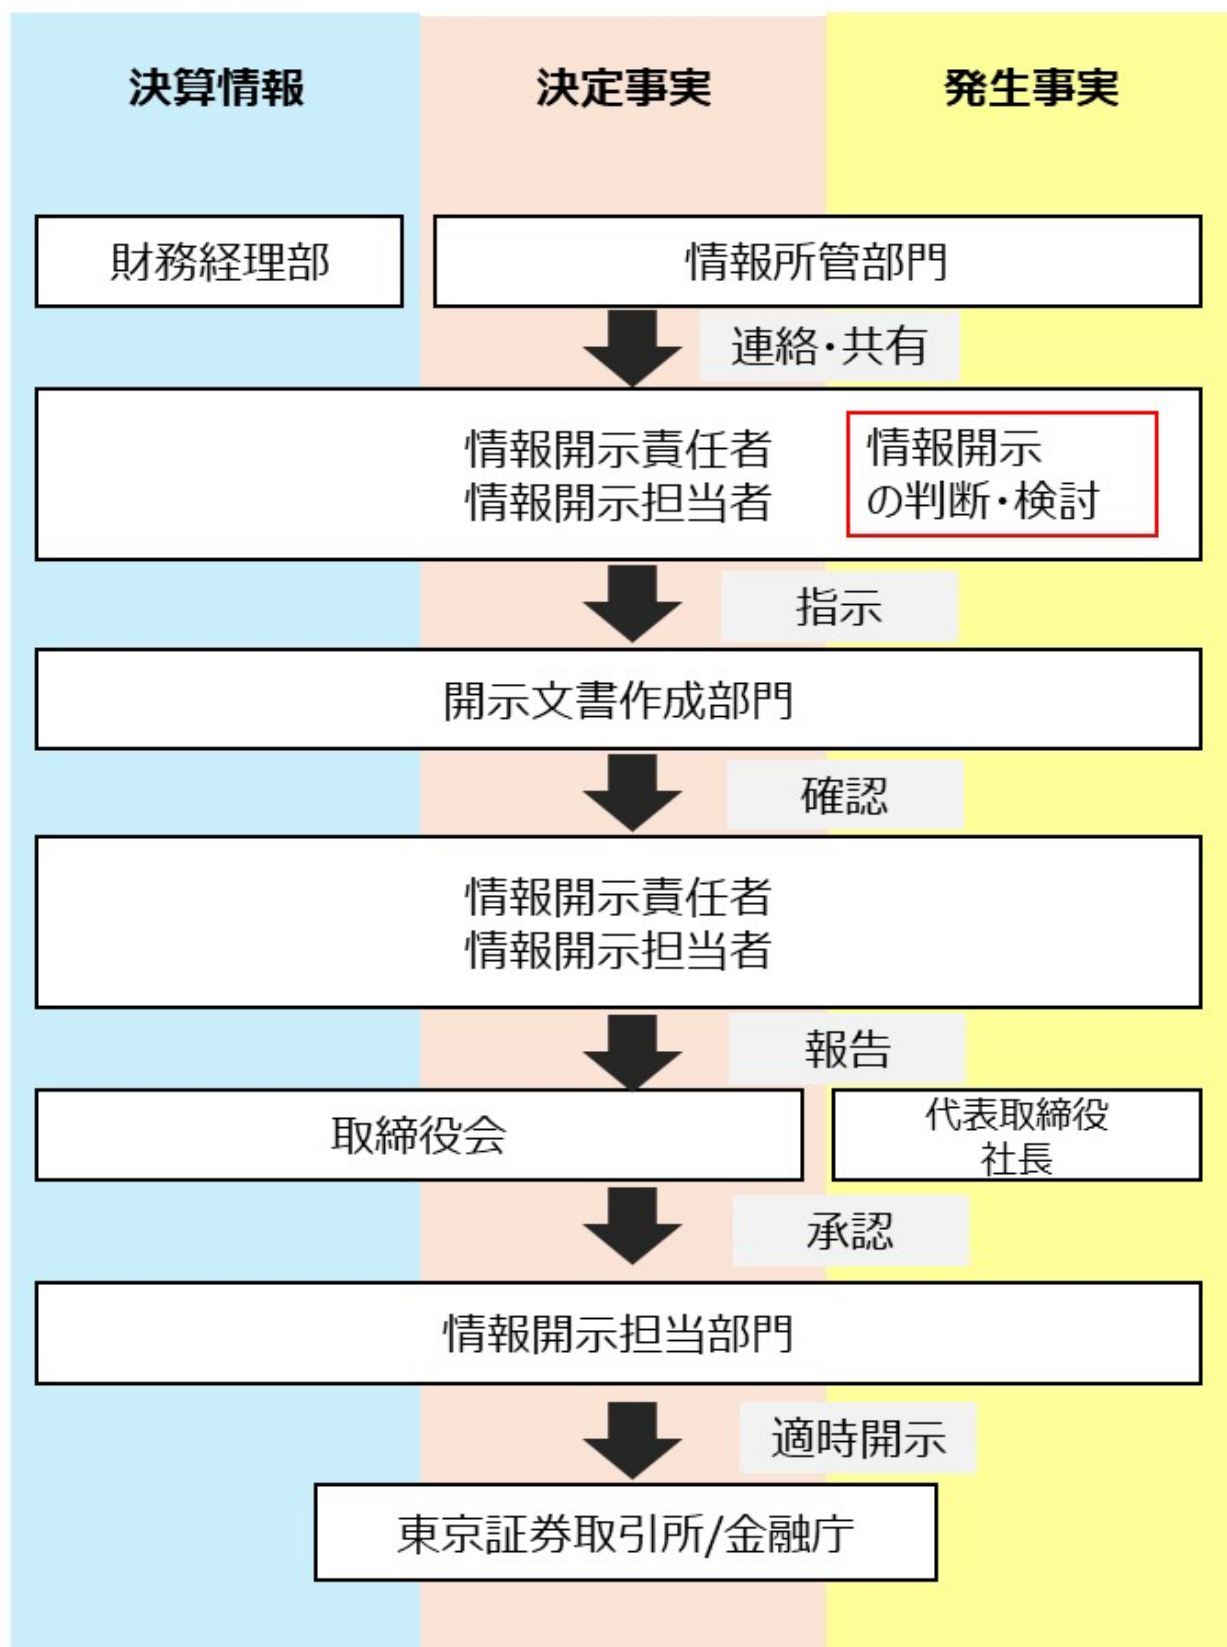 決算情報
決定事実
発生事実
財務経理部
情報所管部門
連絡・共有
情報開示責任者
情報開示担当者
情報開示
の判断・検討
指示
開示文書作成部門
確認
情報開示責任者
情報開示担当者
報告
取締役会
代表取締役
社長
承認
情報開示担当部門
適時開示
東京証券取引所/金融庁